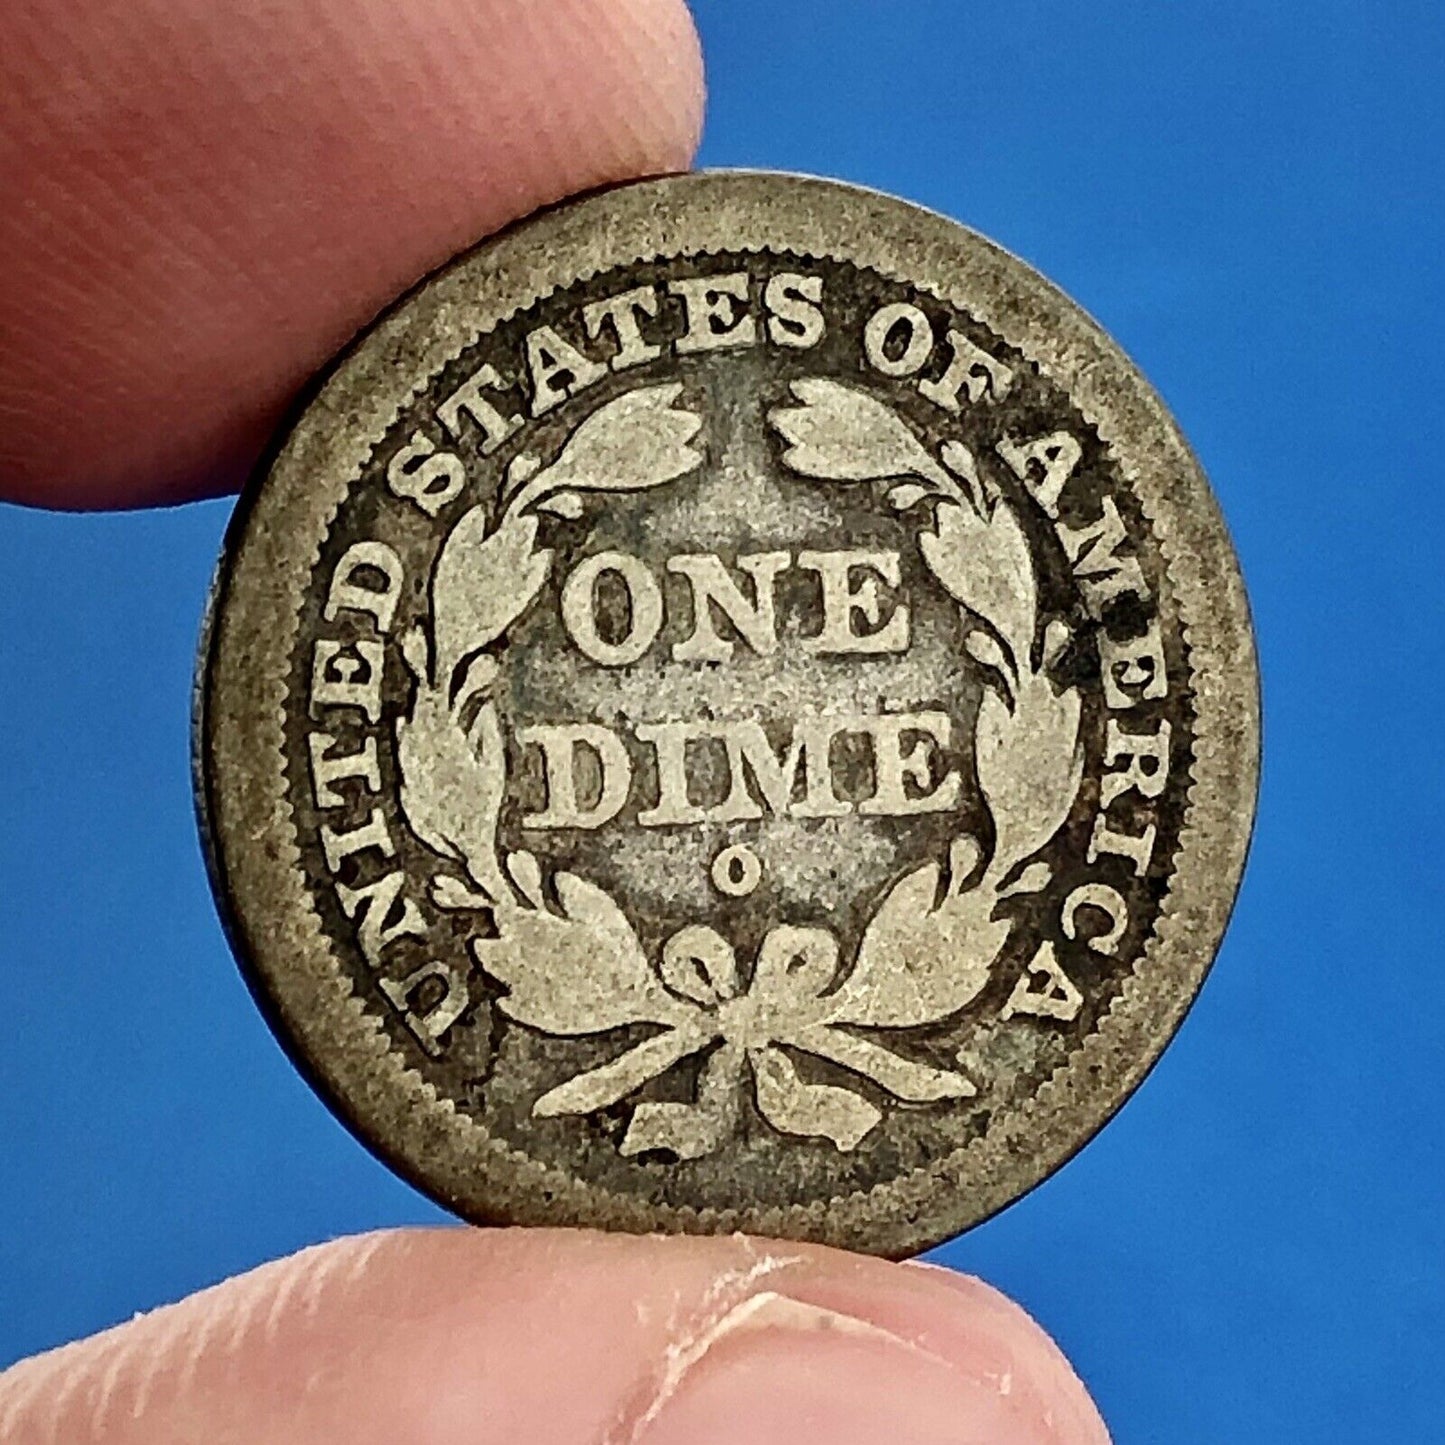 UNITED STATES OF AMERICA
ONE
DIME
O